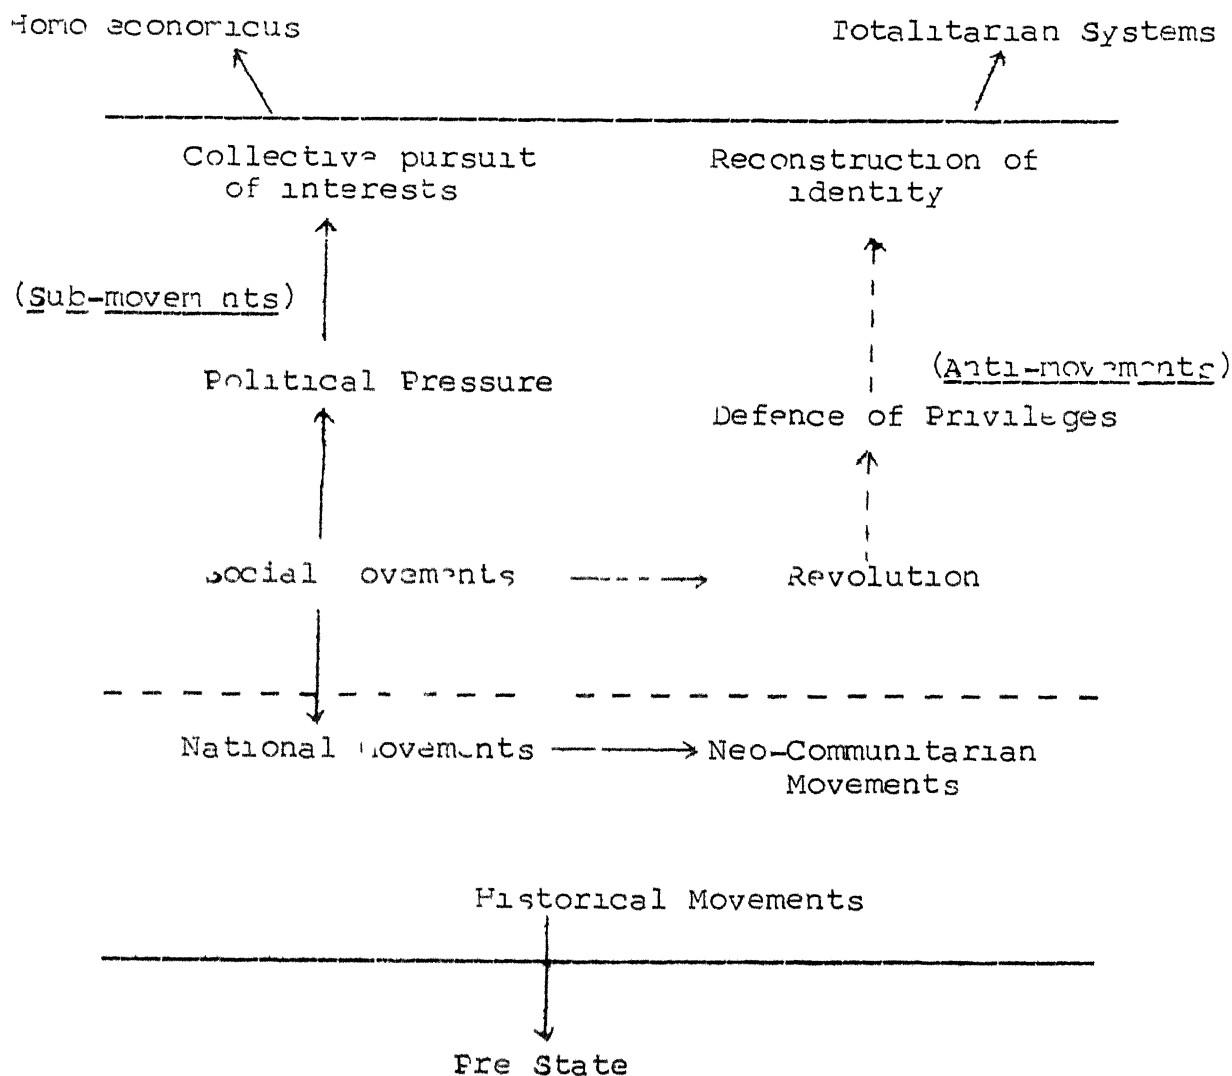 Homo economicus
Totalitarian Systems
Collective pursuit
of interests
Reconstruction of
identity
(Sub-movements)
Political Pressure
(Anti-movements)
Defence of Privileges
Social Movements
Revolution
National Movements
Neo-Communitarian
Movements
Historical Movements
Pre State